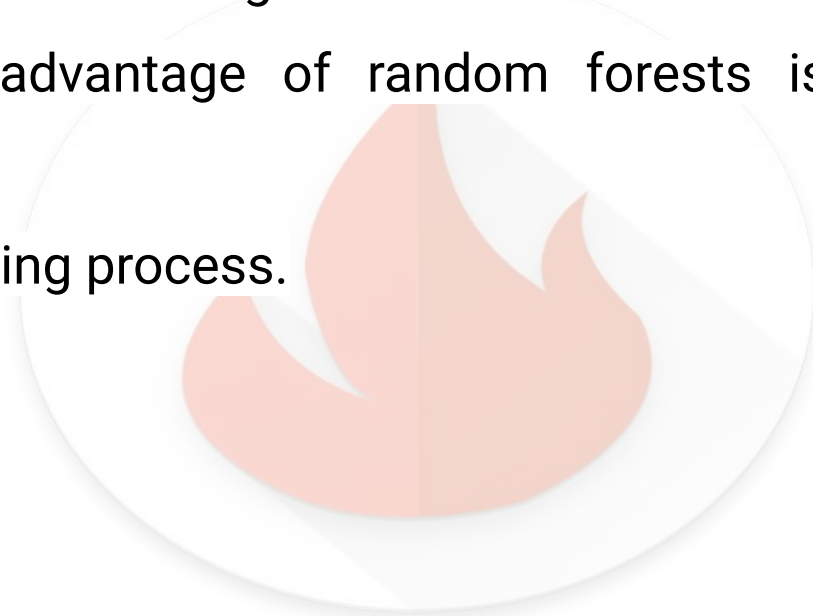 advantage of random forests is
ing process.